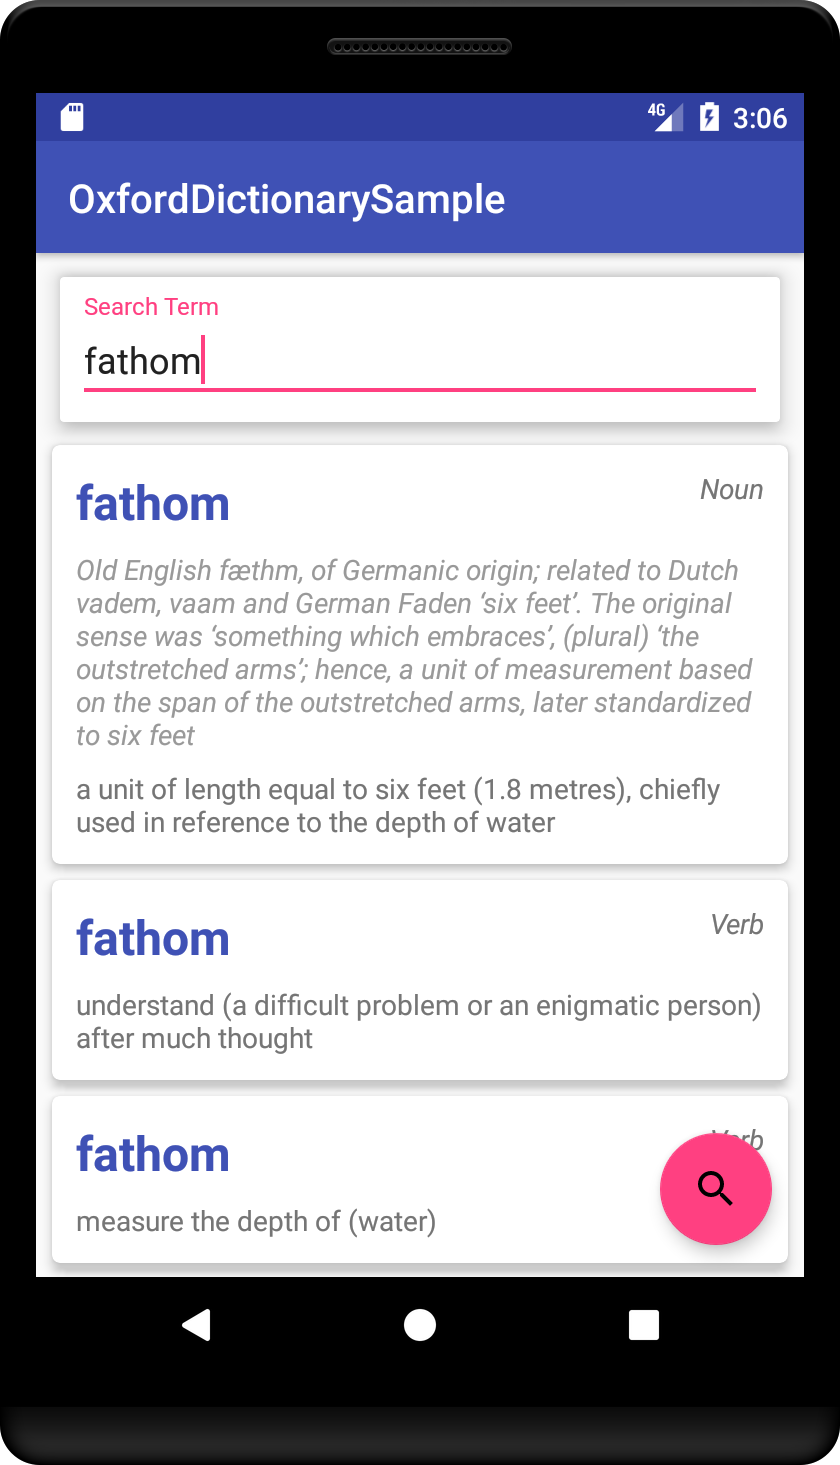 4G 3:06
OxfordDictionarySample
Search Term
fathom
fathom
Noun
Old English fæthm, of Germanic origin; related to Dutch
vadem, vaam and German Faden ‘six feet’. The original
sense was ‘something which embraces’, (plural) ‘the
outstretched arms’; hence, a unit of measurement based
on the span of the outstretched arms, later standardized
to six feet
a unit of length equal to six feet (1.8 metres), chiefly
used in reference to the depth of water
fathom
Verb
understand (a difficult problem or an enigmatic person)
after much thought
fathom
Verb
measure the depth of (water)